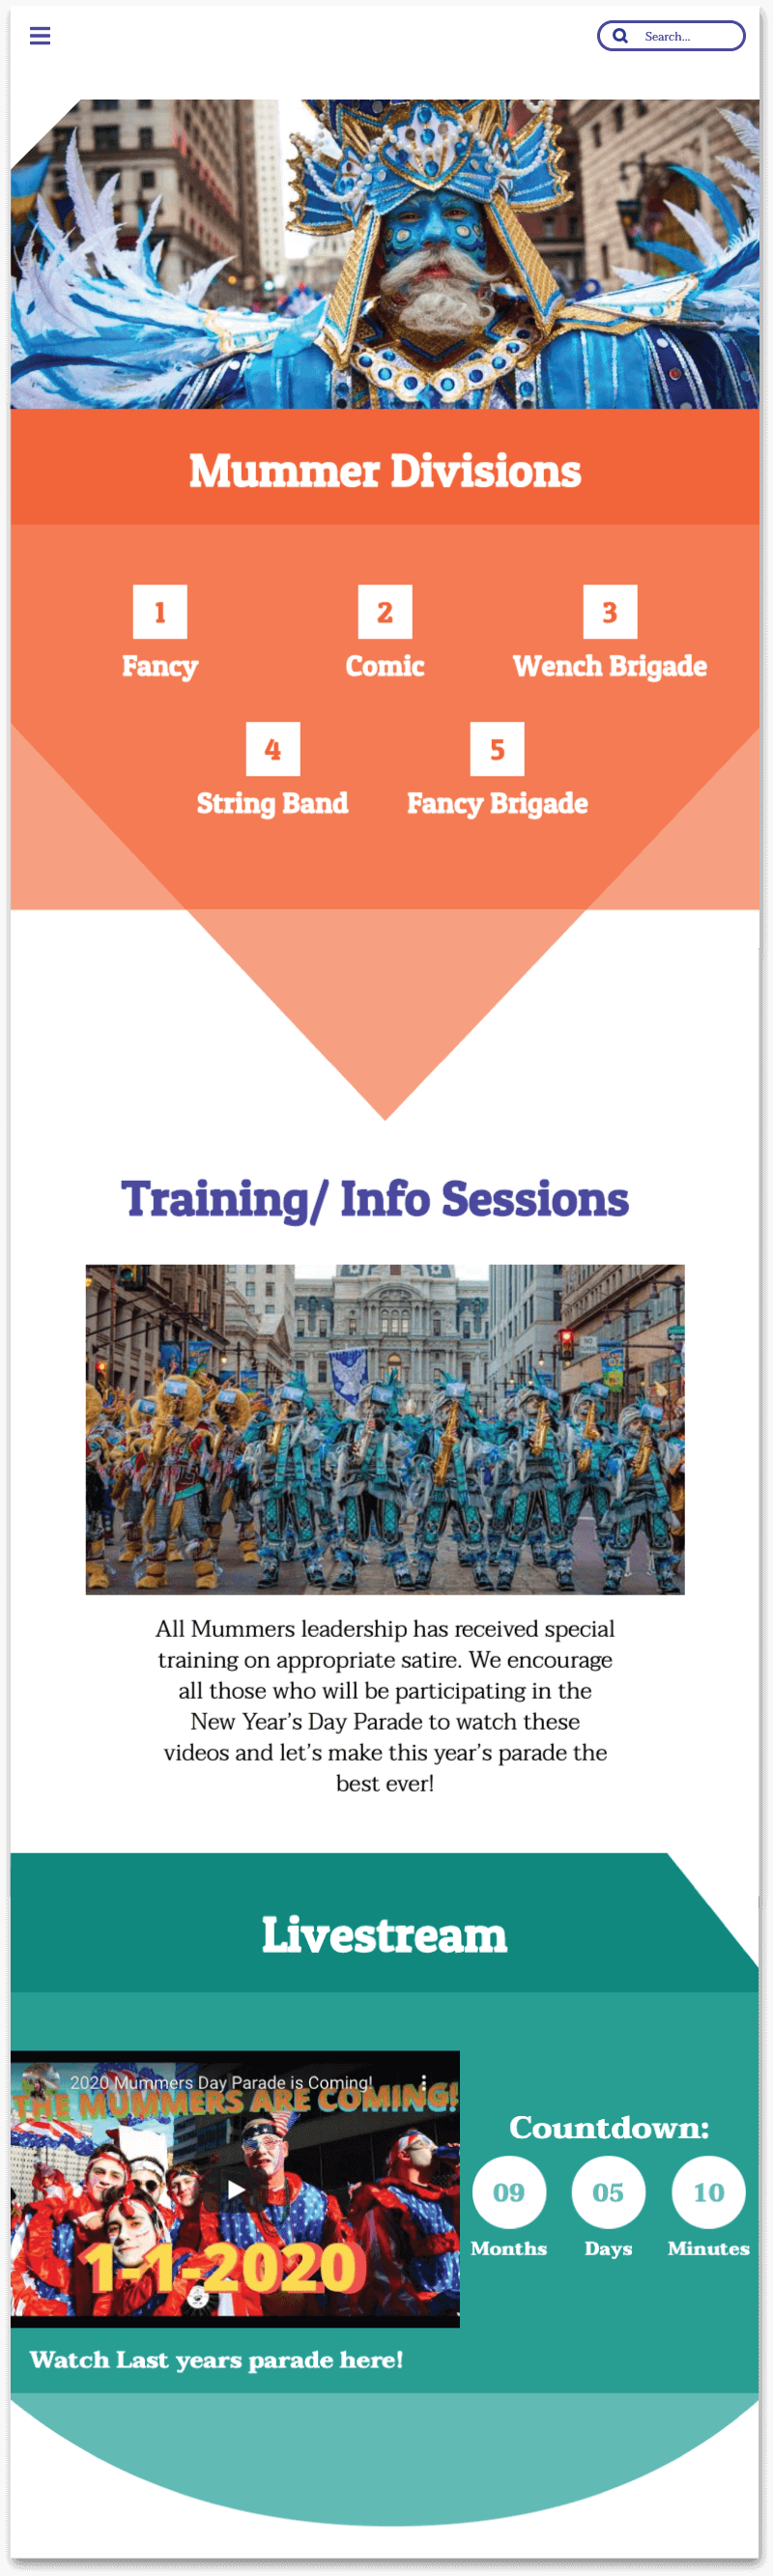 Search...
Mummer Divisions
1
Fancy
2
Comic
3
Wench Brigade
4
String Band
5
Fancy Brigade
Training/ Info Sessions
NO
All Mummers leadership has received special
training on appropriate satire. We encourage
all those who will be participating in the
New Year's Day Parade to watch these
videos and let's make this year's parade the
best ever!
Livestream
2020 Mummers Day Parade is Coming!
THE MUMMERS ARE COMING!
1-1-2020
Countdown:
09
Months
05
Days
10
Minutes
Watch Last years parade here!